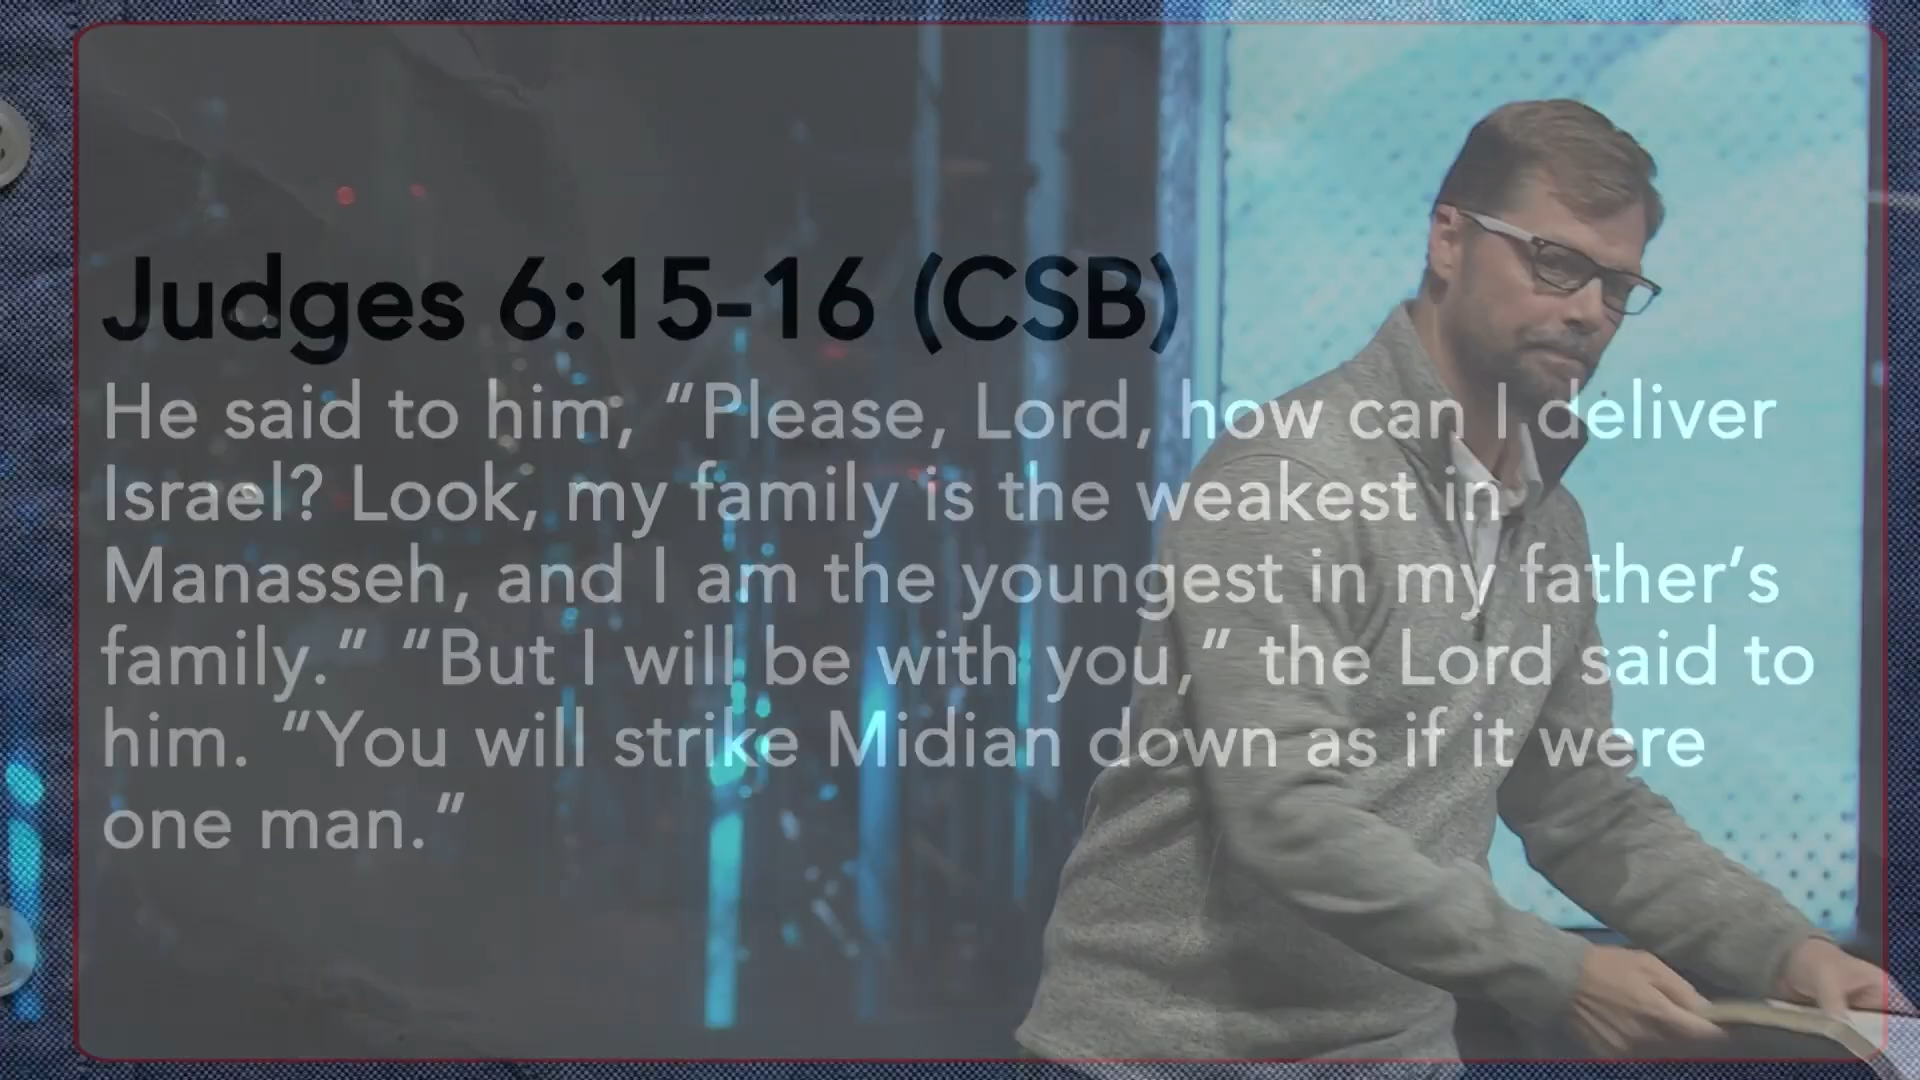 Judges 6:15-16 (CSB)
He said to him, “Please, Lord, how can I deliver
Israel? Look, my family is the weakest in
Manasseh, and I am the youngest in my father’s
family.” “But I will be with you,” the Lord said to
him. “You will strike Midian down as if it were
one man.”